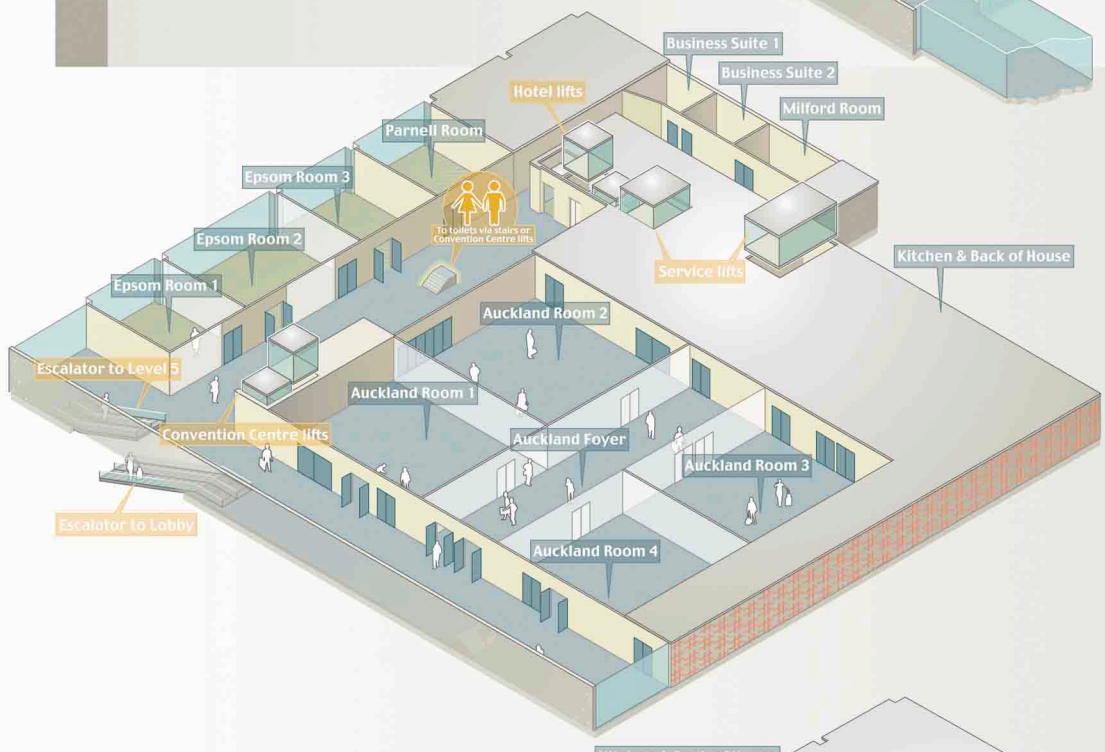 Business Suite 1
Business Suite 2
Hotel lifts
Milford Room
Parnell Room
Epsom Room 3
To toilets via stairs or
Convention Centre lifts
Epsom Room 2
Kitchen & Back of House
Service lifts
Epsom Room 1
Auckland Room 2
Escalator to Level 5
Auckland Room 1
Convention Centre lifts
Auckland Foyer
Auckland Room 3
Escalator to Lobby
Auckland Room 4